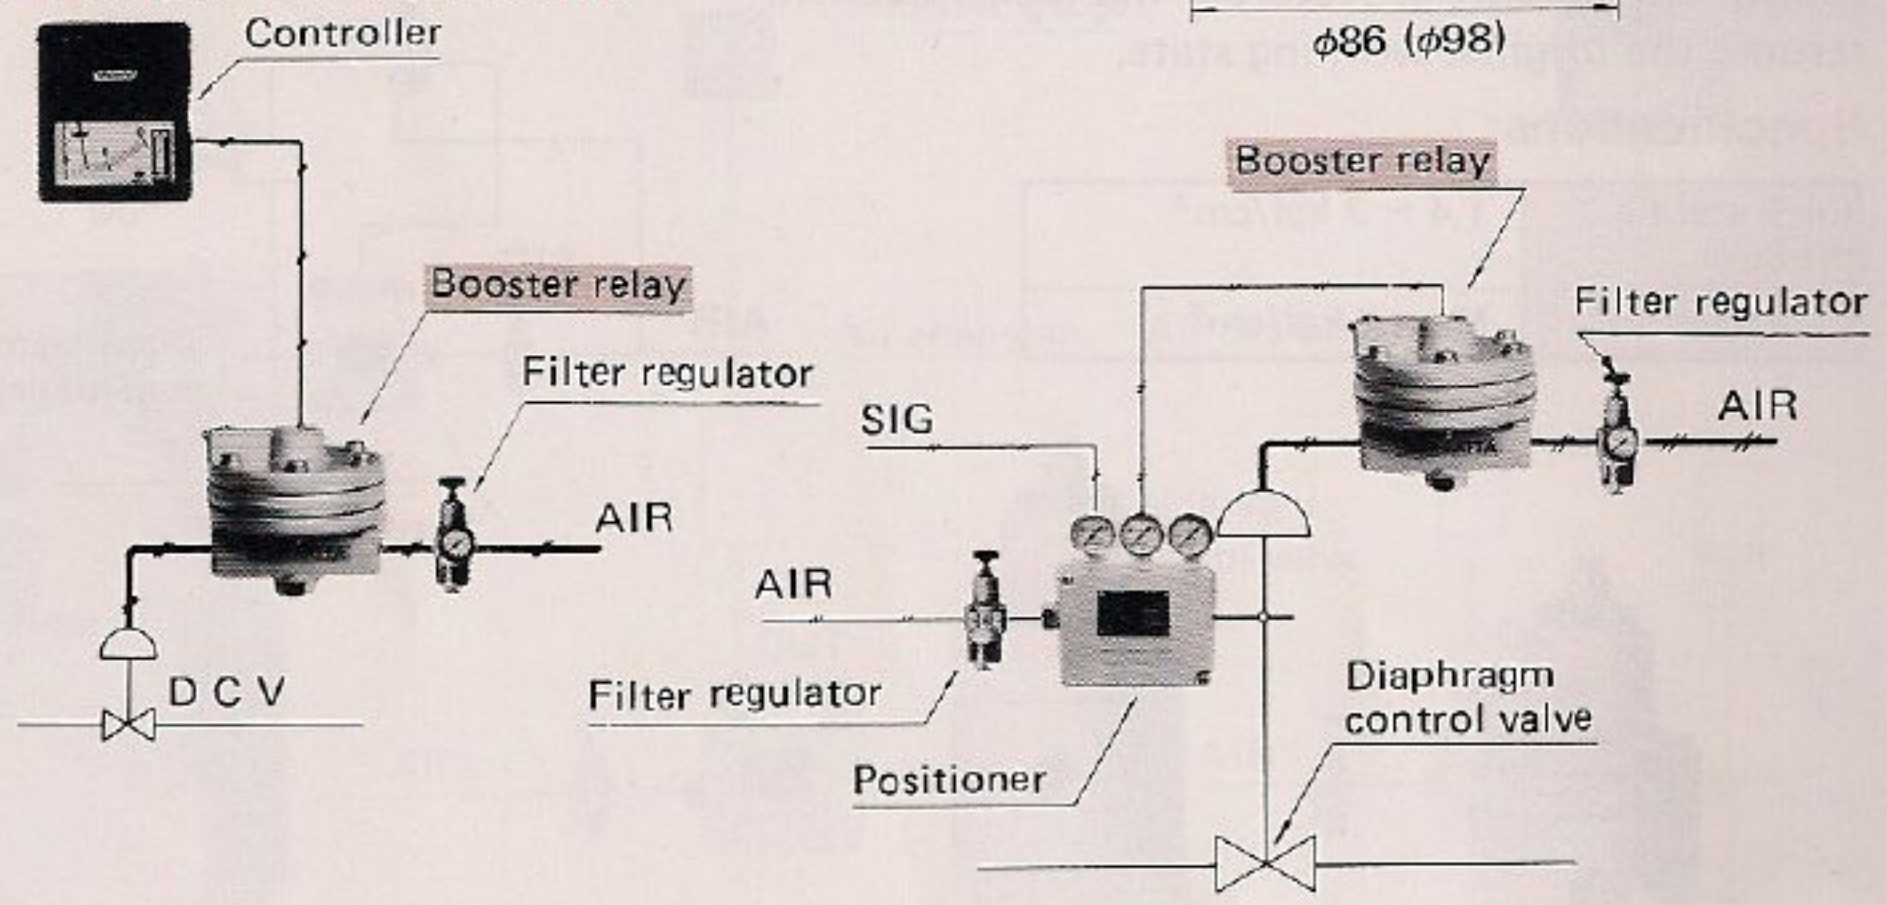 Controller
φ86 (φ98)
Booster relay
Booster relay
Filter regulator
Filter regulator
SIG
AIR
AIR
AIR
Filter regulator
D C V
Diaphragm
control valve
Positioner